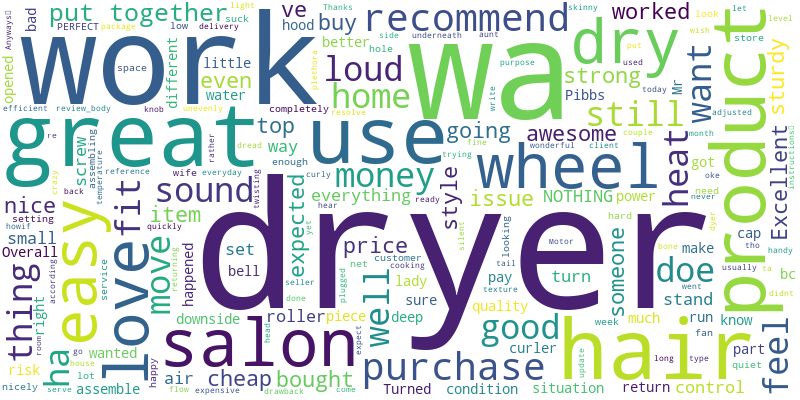 work
wa
dryer
great
use
dry
hair
salon
product
wheel
love
easy
purchase
good
home
loud
recommend
put together
ve
buy
hood
bad
suck
low
delivery
light
Thanks
PERFECT
package
Anyways
opened
space
little
different
even
water
better
hole
side
underneath
aunt
skinny
worked
look
let
level
wish
store
put
used
today
Mr
want
sturdy
strong
Pibbs
still
plethora
resolve
write
purpose
efficient
review_body
knob
unevenly
completely
top
going
awesome
couple
month
adjusted
re
screw
assembling
temperature
reference
rather
dread
way
enough
fine
trying
wonderful
client
oke
never
Excellent
instructions
wife
everyday
money
issue
heat
got
need
crazy
back
fit
sound
twisting
curly
everything
style
ready
NOTHING
power
hard
dyer
handy
nice
setting
howif
item
quickly
expected
hear
yet
price
silent
looking
someone
bone
cap
tho
didnt
small
Overall
move
happened
set
bell
customer
cooking
tail
Motor
doe
make
usually
ta
bc
thing
right
room
according
service
returning
net
plugged
lady
texture
pay
turn
went
stand
feel
ha
downside
seller
well
sure
quality
roller
piece
deep
week
much
run
fan
know
quiet
risk
go
wanted
house
lot
happy
air
cheap
head
done
expect
curler
part
nicely
serve
assemble
flow
expensive
bought
drawback
come
Turned
condition
update
situation
return
long
control
type